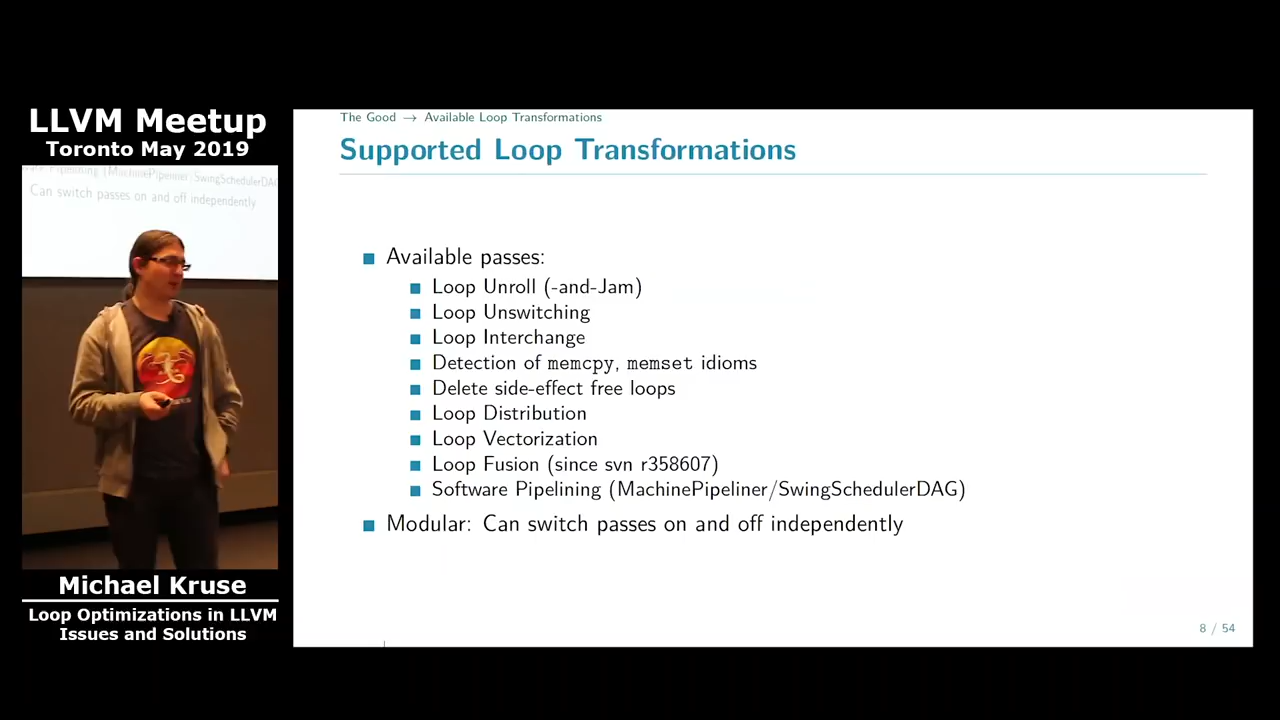 LLVM Meetup
Toronto May 2019
Pipelining (MachinePipeliner/SwingSchedulerDAG
Can switch passes on and off independently
Michael Kruse
Loop Optimizations in LLVM
Issues and Solutions
The Good → Available Loop Transformations
Supported Loop Transformations
Available passes:
Loop Unroll (-and-Jam)
Loop Unswitching
Loop Interchange
Detection of memcpy, memset idioms
Delete side-effect free loops
Loop Distribution
Loop Vectorization
Loop Fusion (since svn r358607)
Software Pipelining (MachinePipeliner/SwingSchedulerDAG)
Modular: Can switch passes on and off independently
8 / 54